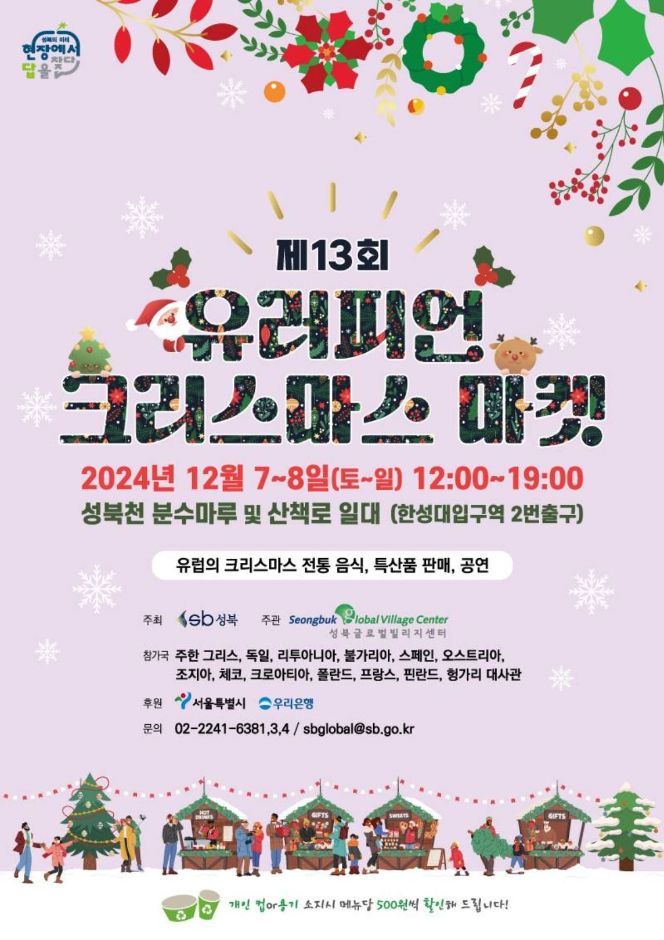 성북의 미래
현장에서
답을 찾다
제13회
유러피언
크리스마스 마켓
2024년 12월 7~8일(토~일) 12:00~19:00
성북천 분수마루 및 산책로 일대 (한성대입구역 2번출구)
유럽의 크리스마스 전통 음식, 특산품 판매, 공연
주최 sb성북 주관 Seongbuk Global Village Center
성북글로벌빌리지센터
참가국 주한 그리스, 독일, 리투아니아, 불가리아, 스페인, 오스트리아,
조지아, 체코, 크로아티아, 폴란드, 프랑스, 핀란드, 헝가리 대사관
후원 서울특별시 우리은행
문의 02-2241-6381,3,4 / sbglobal@sb.go.kr
HOT DRINKS GIFTS SWEATS GIFTS
개인 컵or용기 소지시 메뉴당 500원씩 할인해 드립니다!